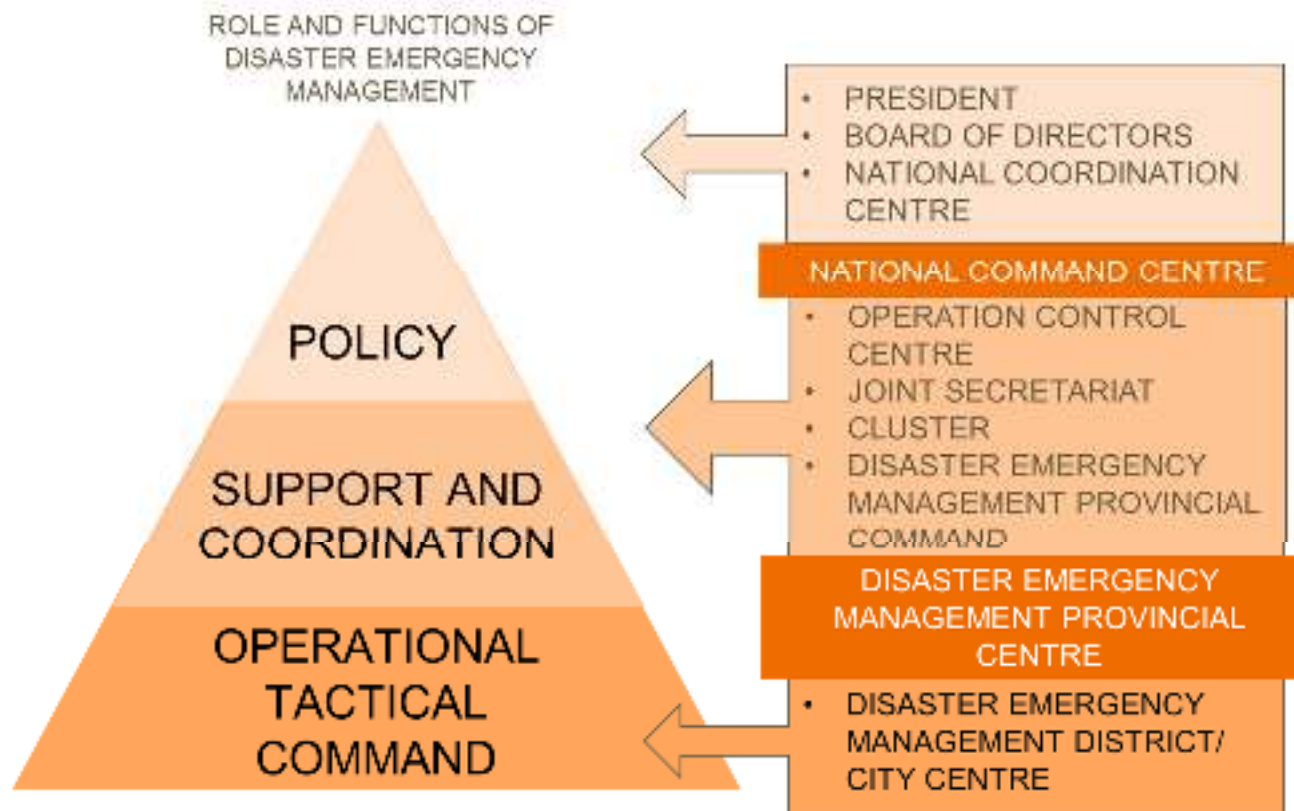 ROLE AND FUNCTIONS OF
DISASTER EMERGENCY
MANAGEMENT
POLICY
SUPPORT AND
COORDINATION
OPERATIONAL
TACTICAL
COMMAND
• PRESIDENT
• BOARD OF DIRECTORS
• NATIONAL COORDINATION
CENTRE
NATIONAL COMMAND CENTRE
• OPERATION CONTROL
CENTRE
• JOINT SECRETARIAT
• CLUSTER
• DISASTER EMERGENCY
MANAGEMENT PROVINCIAL
COMMAND
DISASTER EMERGENCY
MANAGEMENT PROVINCIAL
CENTRE
• DISASTER EMERGENCY
MANAGEMENT DISTRICT/
CITY CENTRE